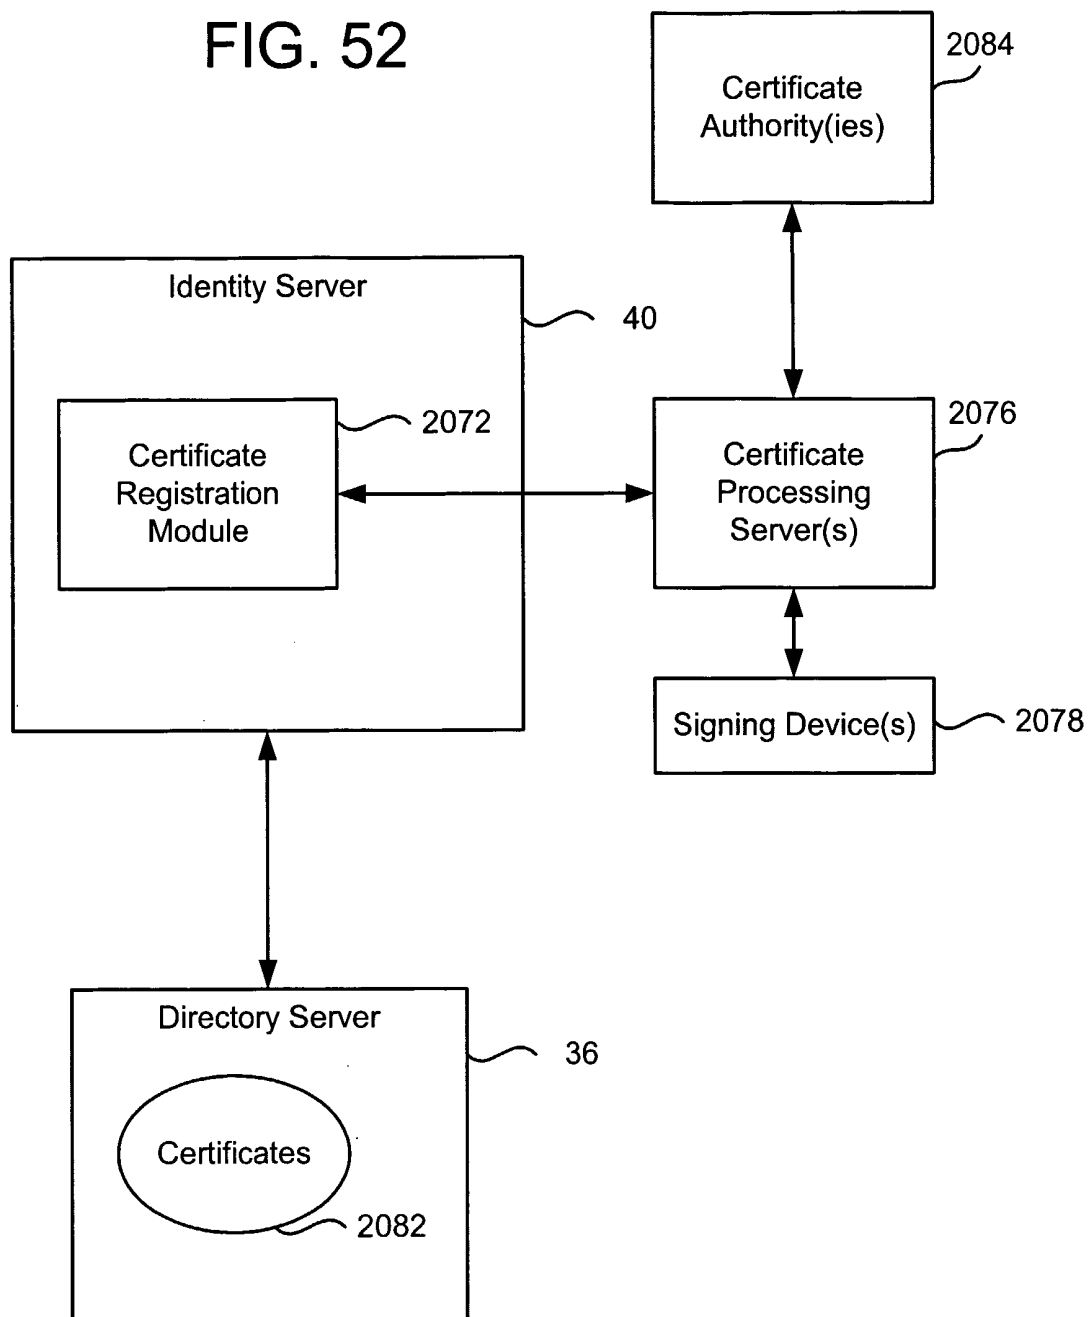 FIG. 52
Certificate
Authority(ies)
2084
Identity Server
40
Certificate
Registration
Module
2072
Certificate
Processing
Server(s)
2076
Signing Device(s)
2078
Directory Server
36
Certificates
2082